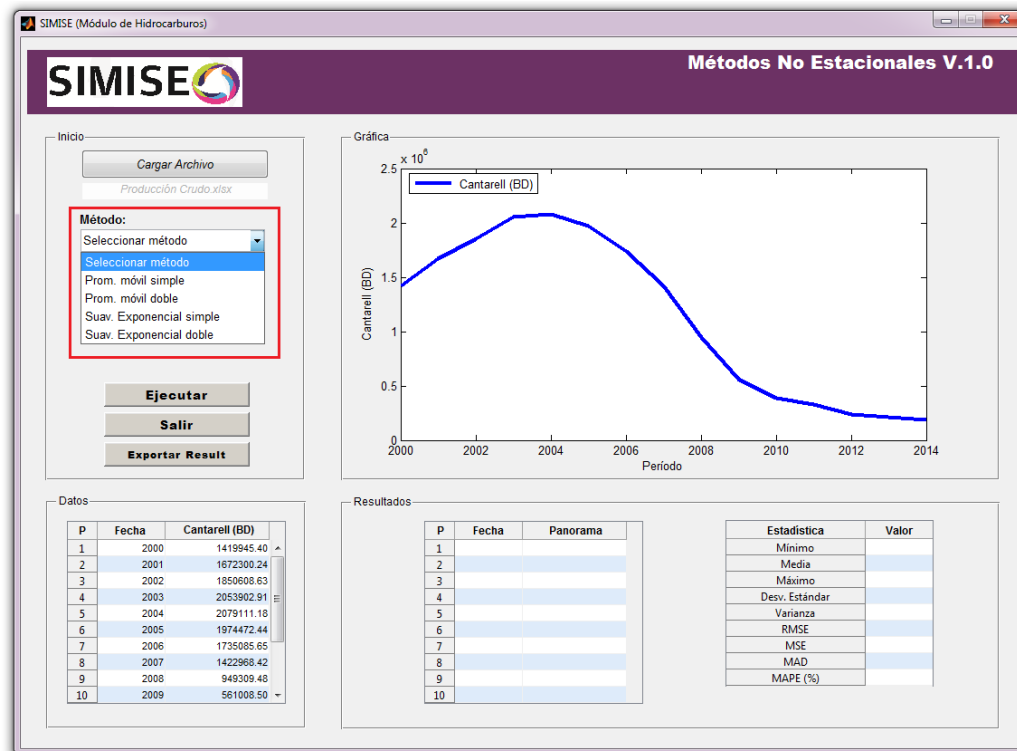 SIMISE (Módulo de Hidrocarburos)
SIMISE
Métodos No Estacionales V.1.0
Inicio
Cargar Archivo
Producción Crudo.xlsx
Método:
Seleccionar método
Seleccionar método
Prom. móvil simple
Prom. móvil doble
Suav. Exponencial simple
Suav. Exponencial doble
Ejecutar
Salir
Exportar Result
Gráfica
x 10^6
Cantarell (BD)
2.5
2
1.5
1
0.5
0
Cantarell (BD)
2000 2002 2004 2006 2008 2010 2012 2014
Período
Datos
P Fecha Cantarell (BD)
1 2000 1419945.40
2 2001 1672300.24
3 2002 1850608.63
4 2003 2053902.91
5 2004 2079111.18
6 2005 1974472.44
7 2006 1735085.65
8 2007 1422968.42
9 2008 949309.48
10 2009 561008.50
Resultados
P Fecha Panorama
1
2
3
4
5
6
7
8
9
10
Estadística Valor
Mínimo
Media
Máximo
Desv. Estándar
Varianza
RMSE
MSE
MAD
MAPE (%)